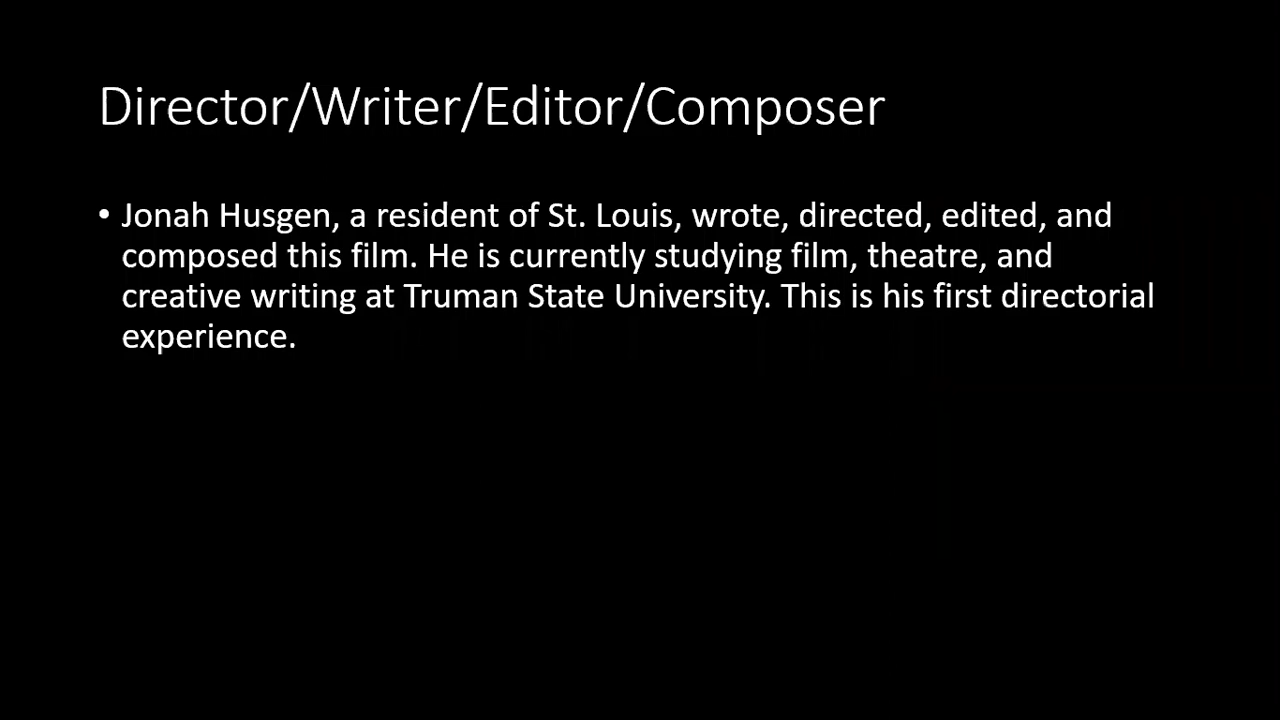 Director/Writer/Editor/Composer
• Jonah Husgen, a resident of St. Louis, wrote, directed, edited, and
composed this film. He is currently studying film, theatre, and
creative writing at Truman State University. This is his first directorial
experience.